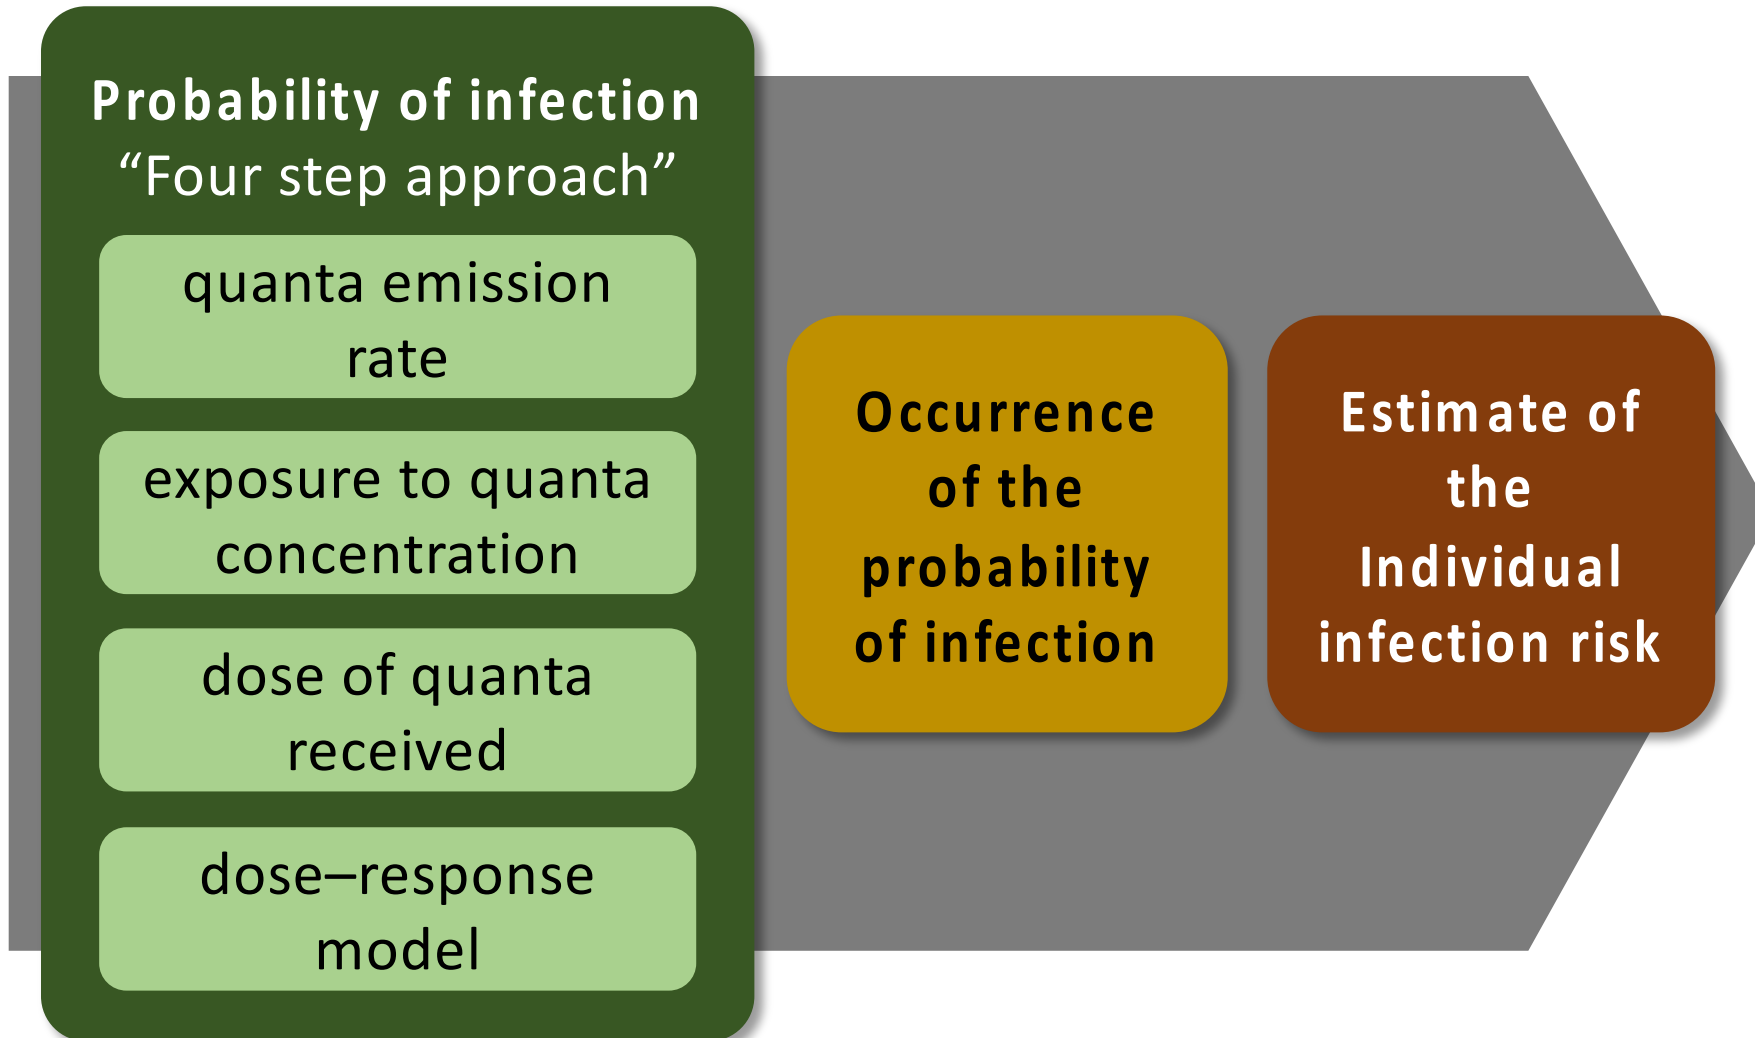 Probability of infection
“Four step approach”
quanta emission
rate
exposure to quanta
concentration
dose of quanta
received
dose–response
model
Occurrence
of the
probability
of infection
Estimate of
the
Individual
infection risk